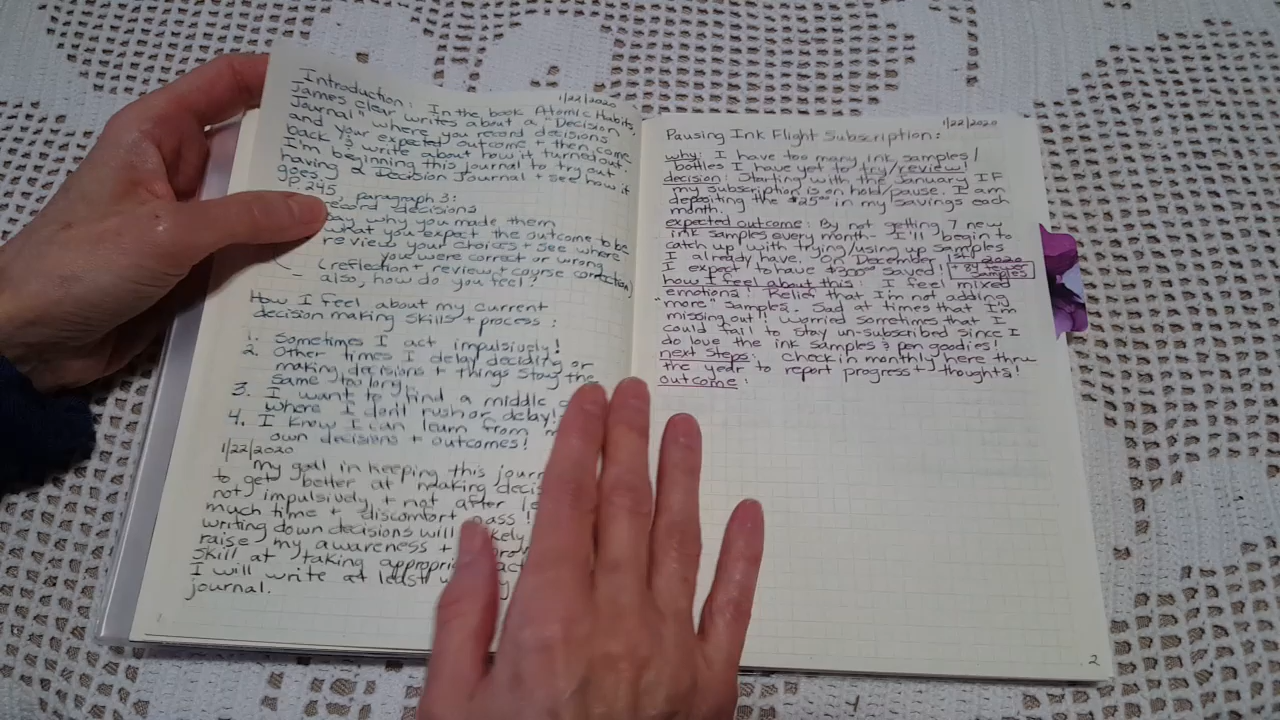 1/22/2020
Introduction: In the book Atomic Habits,
James Clear writes about a "Decision
Journal" where you record decisions
and your expected outcome + then come
back & write about how it turned out.
I'm beginning this journal to try out
having a Decision Journal + see how it
goes.
p.245, paragraph 3:
record decisions
say why you made them
what you expect the outcome to be
review your choices + see where
you were correct or wrong
(reflection + review + course correction)
also, how do you feel?
How I feel about my current
decision making skills + process:
1. Sometimes I act impulsively!
2. Other times I delay deciding or
making decisions + things stay the
same too long.
3. I want to find a middle
where I don't rush or delay!
4. I know I can learn from
own decisions + outcomes!
1/22/2020
My goal in keeping this
to get better at making
not impulsively + not after
much time + discomfort pass!
writing down decisions will likely
raise my awareness +
skill at taking
I will write at least
journal.
1/22/2020
Pausing Ink Flight Subscription:
why: I have too many ink samples/
bottles I have yet to try/review!
decision: Starting with the January IF
my subscription is on hold/pause. I am
depositing the $25.00 in my savings each
month.
expected outcome: By not getting 7 new
ink samples every month - I'll begin to
catch up with trying/using up samples
I already have. On December 1st 2020
I expect to have $300.00 saved! + 84 fewer
samples
how I feel about this: I feel mixed
emotions: Relief that I'm not adding
"more" samples. Sad at times that I'm
missing out! Worried sometimes that I
could fail to stay un-subscribed since I
do love the ink samples & pen goodies!
next steps: Check in monthly here thru
the year to report progress + thoughts!
outcome:
2